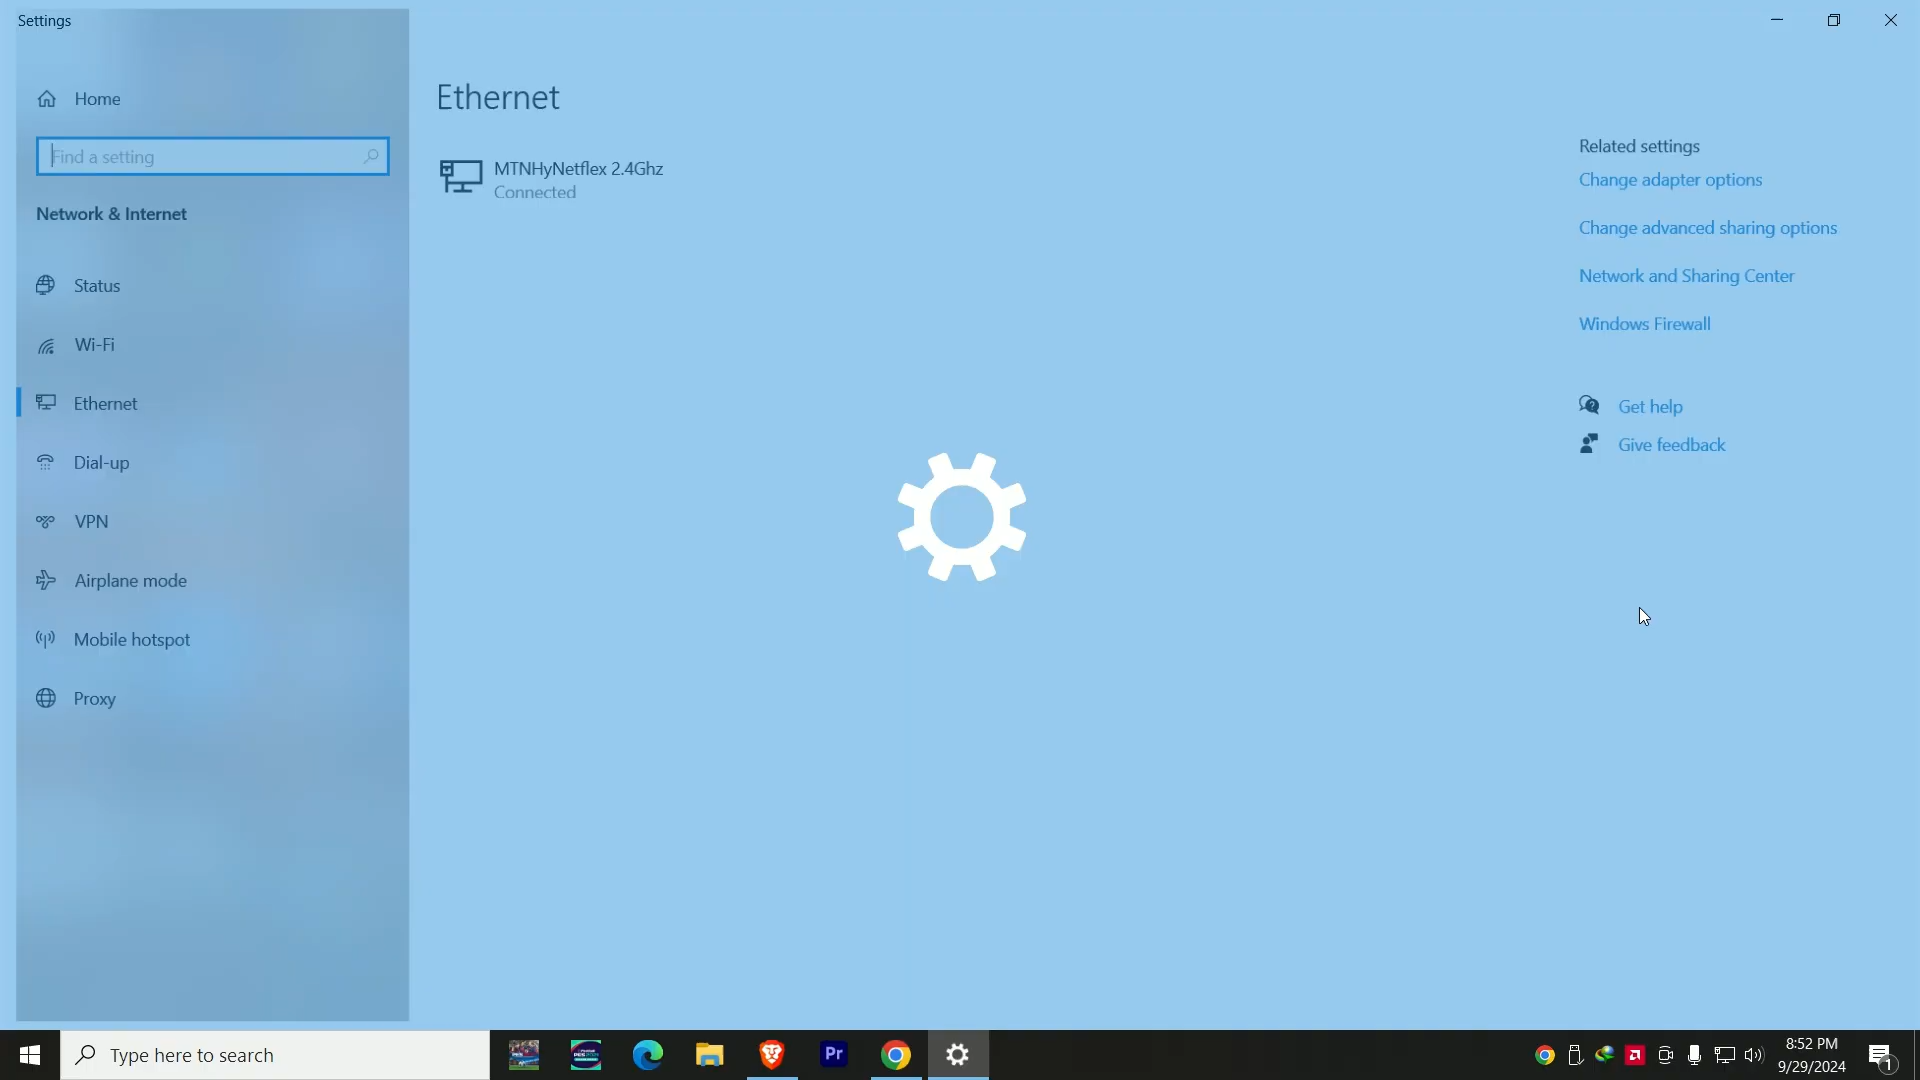 Settings
Home
Find a setting
Network & Internet
Status
Wi-Fi
Ethernet
Dial-up
VPN
Airplane mode
Mobile hotspot
Proxy
Ethernet
MTNHyNetflex 2.4Ghz
Connected
Related settings
Change adapter options
Change advanced sharing options
Network and Sharing Center
Windows Firewall
Get help
Give feedback
Type here to search
Pr
8:52 PM
9/29/2024
1